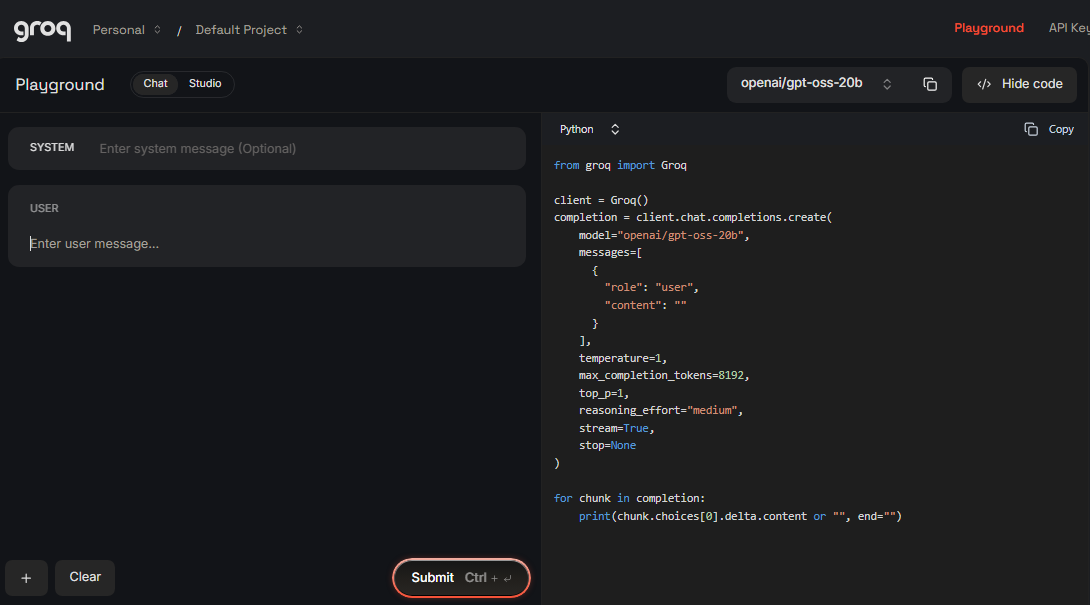 groq Personal / Default Project Playground
Playground Chat Studio openai/gpt-oss-20b </> Hide code
SYSTEM Enter system message (Optional)
USER
Enter user message...
+ Clear Submit Ctrl + ↵
Python Copy
from groq import Groq
client = Groq()
completion = client.chat.completions.create(
    model="openai/gpt-oss-20b",
    messages=[
      {
        "role": "user",
        "content": ""
      }
    ],
    temperature=1,
    max_completion_tokens=8192,
    top_p=1,
    reasoning_effort="medium",
    stream=True,
    stop=None
)
for chunk in completion:
    print(chunk.choices[0].delta.content or "", end="")